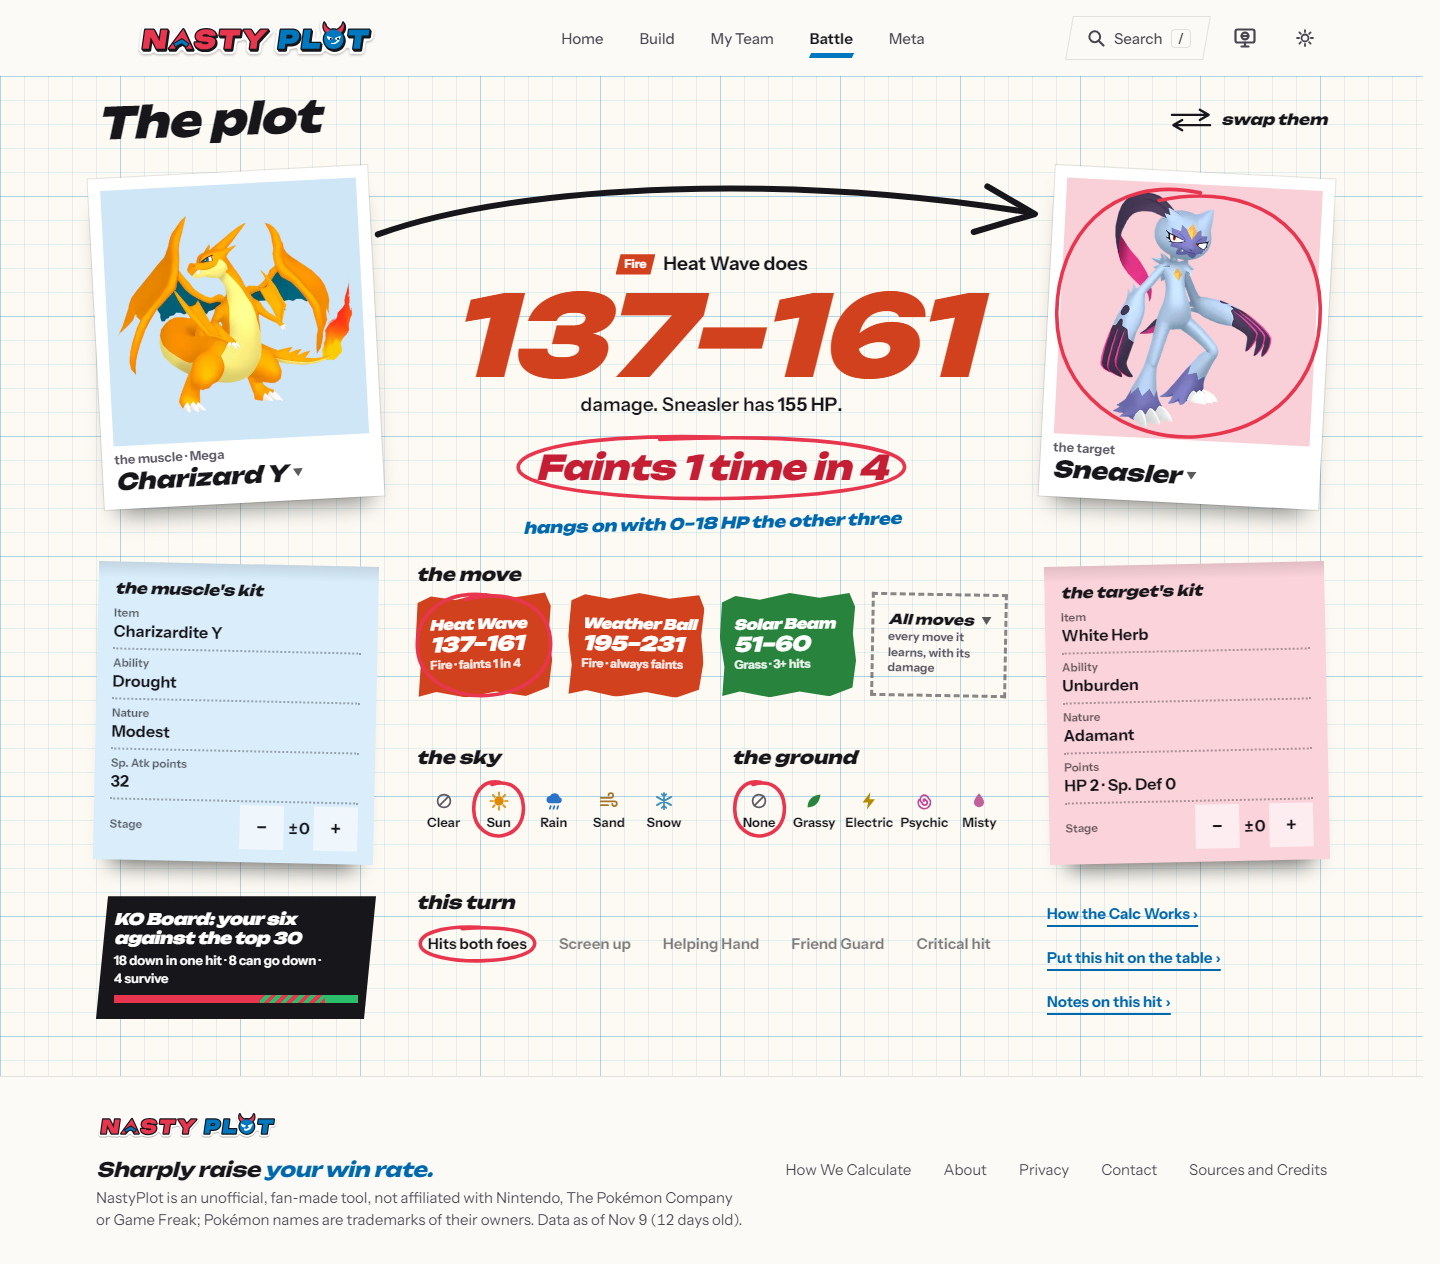 NASTY PLOT
Home
Build
My Team
Battle
Meta
Search /
The plot
swap them
the muscle · Mega
Charizard Y ▾
Fire Heat Wave does
137–161
damage. Sneasler has 155 HP.
Faints 1 time in 4
hangs on with 0–18 HP the other three
the target
Sneasler ▾
the muscle's kit
Item
Charizardite Y
Ability
Drought
Nature
Modest
Sp. Atk points
32
Stage
− ±0 +
the move
Heat Wave
137–161
Fire · faints 1 in 4
Weather Ball
195–231
Fire · always faints
Solar Beam
51–60
Grass · 3+ hits
All moves ▼
every move it
learns, with its
damage
the sky
Clear
Sun
Rain
Sand
Snow
the ground
None
Grassy
Electric
Psychic
Misty
this turn
Hits both foes
Screen up
Helping Hand
Friend Guard
Critical hit
the target's kit
Item
White Herb
Ability
Unburden
Nature
Adamant
Points
HP 2 · Sp. Def 0
Stage
− ±0 +
KO Board: your six
against the top 30
18 down in one hit · 8 can go down ·
4 survive
How the Calc Works ›
Put this hit on the table ›
Notes on this hit ›
NASTY PLOT
Sharply raise your win rate.
NastyPlot is an unofficial, fan-made tool, not affiliated with Nintendo, The Pokémon Company
or Game Freak; Pokémon names are trademarks of their owners. Data as of Nov 9 (12 days old).
How We Calculate
About
Privacy
Contact
Sources and Credits